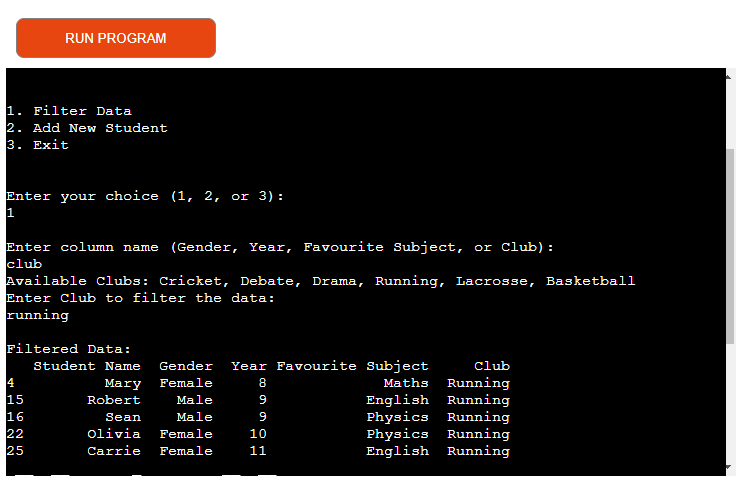 RUN PROGRAM
1. Filter Data
2. Add New Student
3. Exit
Enter your choice (1, 2, or 3):
1
Enter column name (Gender, Year, Favourite Subject, or Club):
club
Available Clubs: Cricket, Debate, Drama, Running, Lacrosse, Basketball
Enter Club to filter the data:
running
Filtered Data:
Student Name Gender Year Favourite Subject Club
4 Mary Female 8 Maths Running
15 Robert Male 9 English Running
16 Sean Male 9 Physics Running
22 Olivia Female 10 Physics Running
25 Carrie Female 11 English Running